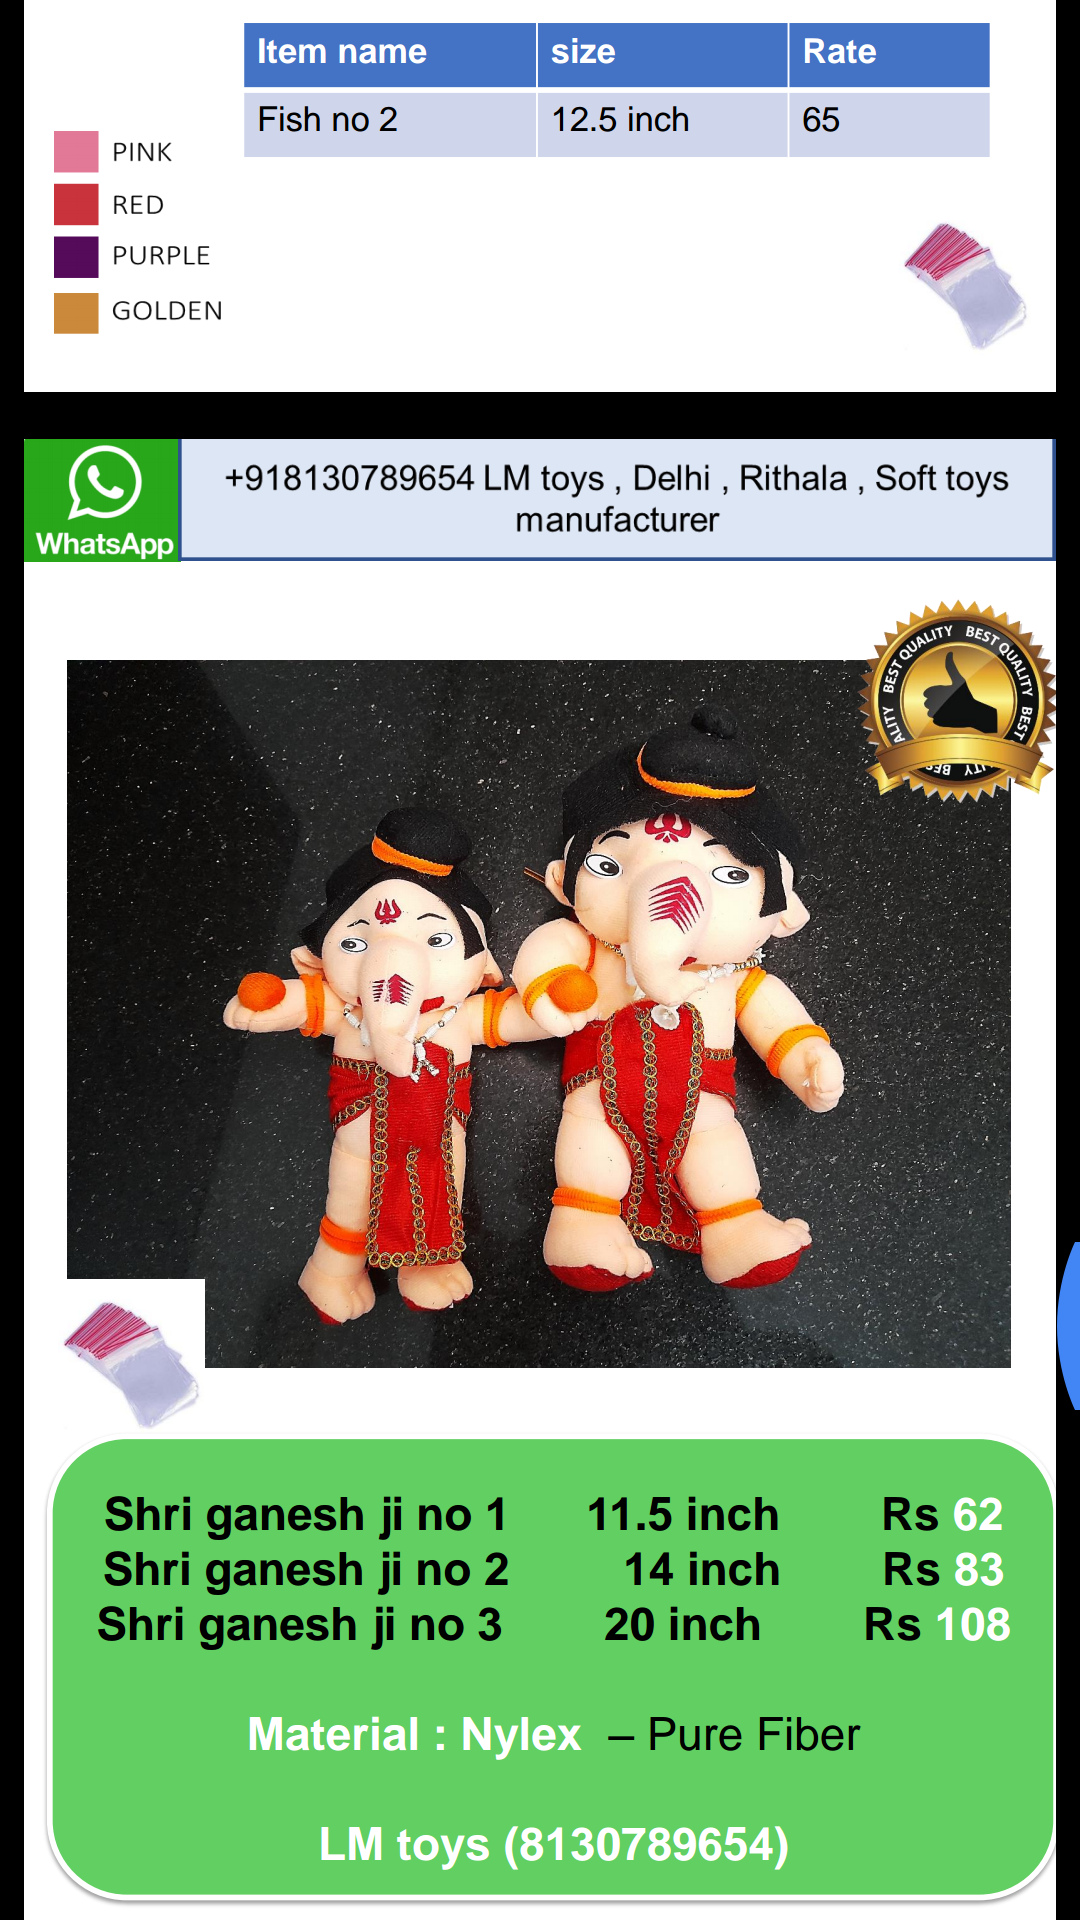 Item name size Rate
Fish no 2 12.5 inch 65
PINK
RED
PURPLE
GOLDEN
WhatsApp
+918130789654 LM toys , Delhi , Rithala , Soft toys
manufacturer
BEST QUALITY BEST QUALITY BEST
ALITY
BES
TY
Shri ganesh ji no 1 11.5 inch Rs 62
Shri ganesh ji no 2 14 inch Rs 83
Shri ganesh ji no 3 20 inch Rs 108
Material : Nylex – Pure Fiber
LM toys (8130789654)